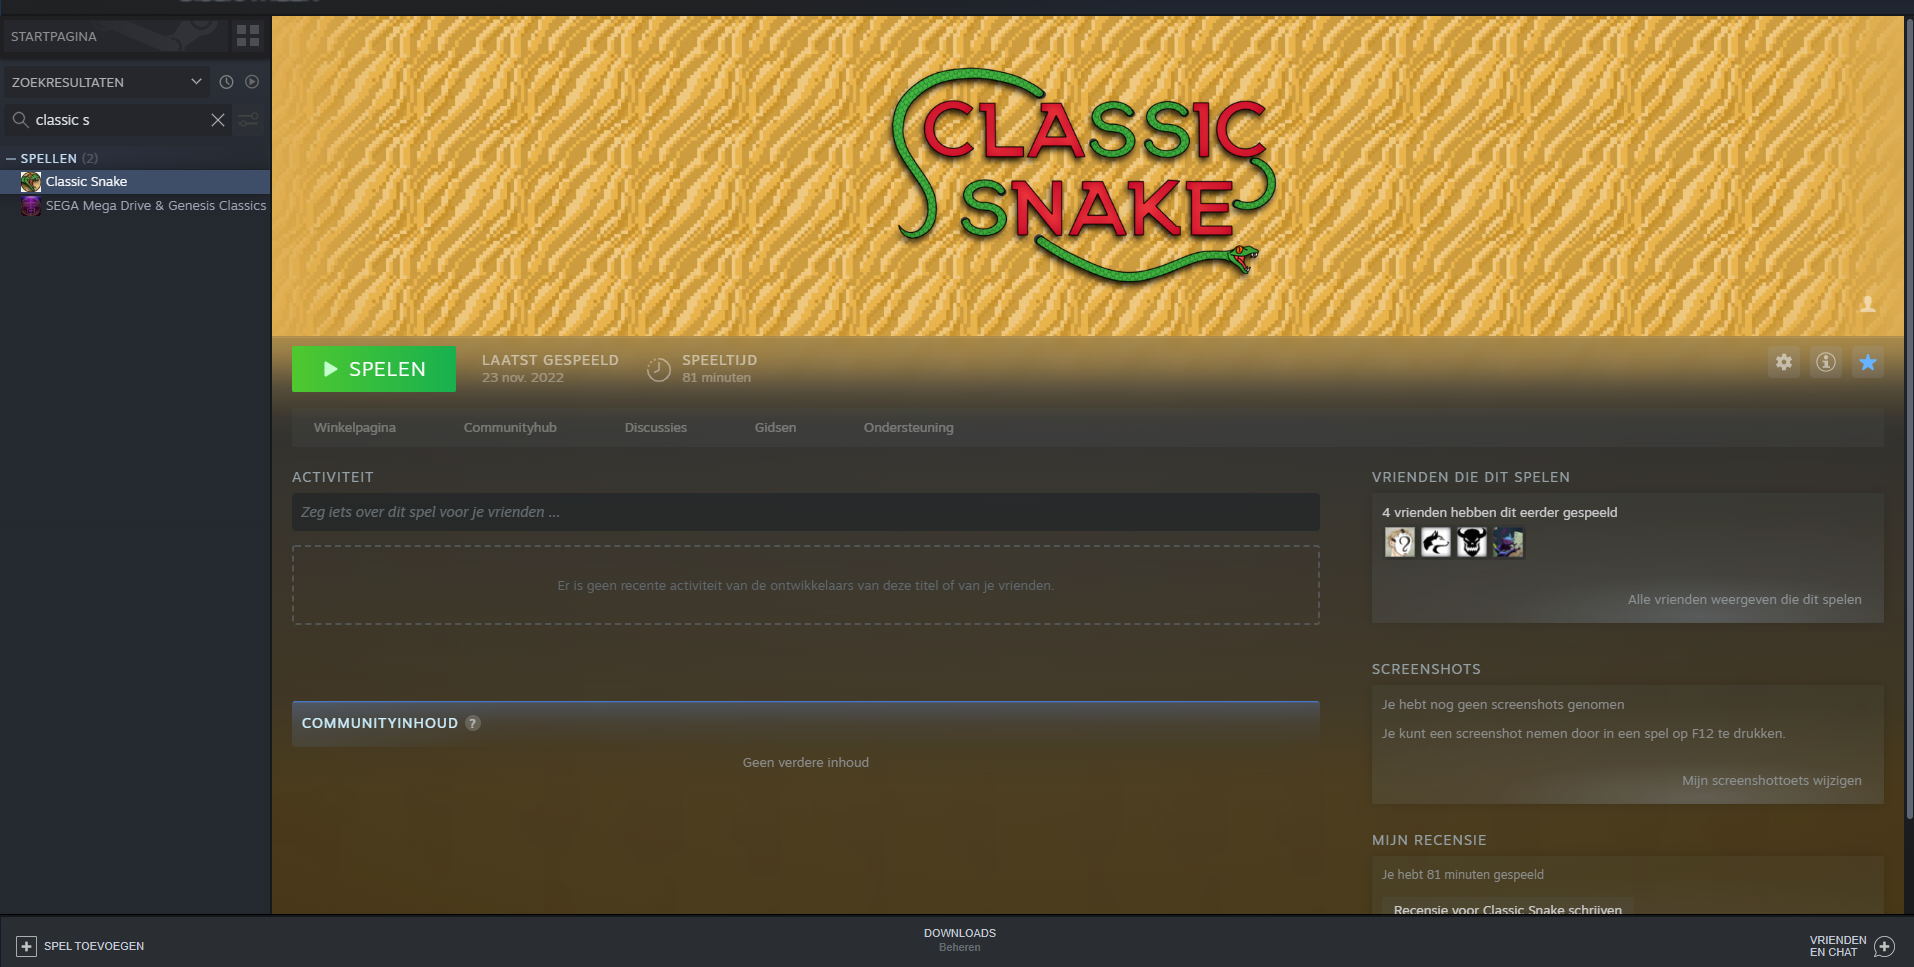 STARTPAGINA
ZOEKRESULTATEN
classic s
SPELLEN (2)
Classic Snake
SEGA Mega Drive & Genesis Classics
CLASSIC
SNAKE
SPELEN
LAATST GESPEELD
23 nov. 2022
SPEELTIJD
81 minuten
Winkelpagina
Communityhub
Discussies
Gidsen
Ondersteuning
ACTIVITEIT
Zeg iets over dit spel voor je vrienden ...
Er is geen recente activiteit van de ontwikkelaars van deze titel of van je vrienden.
COMMUNITYINHOUD ?
Geen verdere inhoud
VRIENDEN DIE DIT SPELEN
4 vrienden hebben dit eerder gespeeld
Alle vrienden weergeven die dit spelen
SCREENSHOTS
Je hebt nog geen screenshots genomen
Je kunt een screenshot nemen door in een spel op F12 te drukken.
Mijn screenshottoets wijzigen
MIJN RECENSIE
Je hebt 81 minuten gespeeld
Recensie voor Classic Snake schrijven
SPEL TOEVOEGEN
DOWNLOADS
Beheren
VRIENDEN
EN CHAT